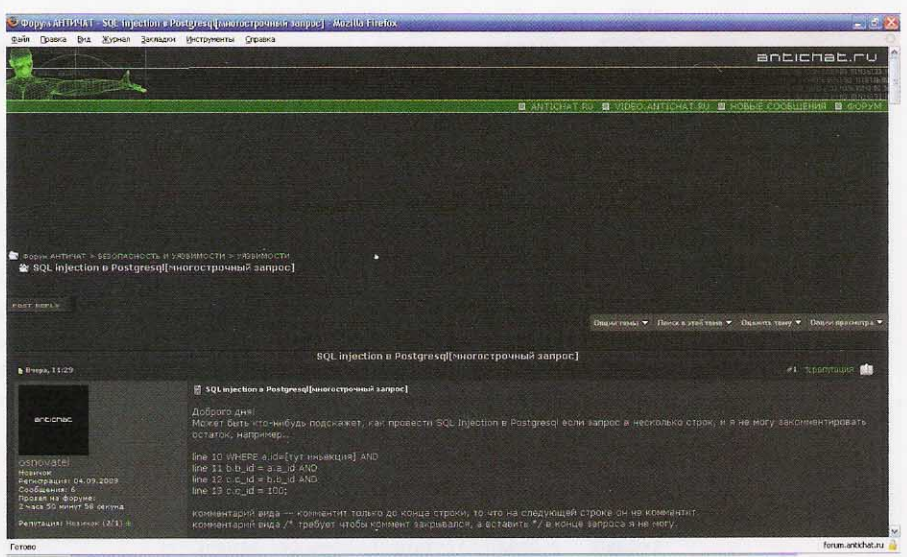 Форум АНТИЧАТ - SQL injection в Postgresql[многострочный запрос] - Mozilla Firefox
Файл Правка Вид Журнал Закладки Инструменты Справка
antichat.ru
ANTICHAT.RU VIDEO.ANTICHAT.RU НОВЫЕ СООБЩЕНИЯ ФОРУМ
Форум АНТИЧАТ > БЕЗОПАСНОСТЬ И УЯЗВИМОСТИ > УЯЗВИМОСТИ
SQL injection в Postgresql[многострочный запрос]
POST REPLY
Опции темы Поиск в этой теме Оценить тему Опции просмотра
SQL injection в Postgresql[многострочный запрос]
Вчера, 11:29
#1 репутация
SQL injection в Postgresql[многострочный запрос]
antichat
Доброго дня!
Может быть кто-нибудь подскажет, как провести SQL Injection в Postgresql если запрос в несколько строк, и я не могу закомментировать
остаток, например...
line 10 WHERE a.id=[тут инъекция] AND
line 11 b.b_id = a.a_id AND
line 12 c.c_id = b.b_id AND
line 13 c.c_id = 100;
osnovatel
Новичок
Регистрация: 04.09.2009
Сообщения: 6
Провел на форуме:
2 часа 50 минут 56 секунд
Репутация: Новичок (2/1)
комментарий вида -- комментит только до конца строки, то что на следующей строке он не комментит.
комментарий вида /* требует чтобы коммент закрывался, а вставить */ в конце запроса я не могу.
Готово
forum.antichat.ru